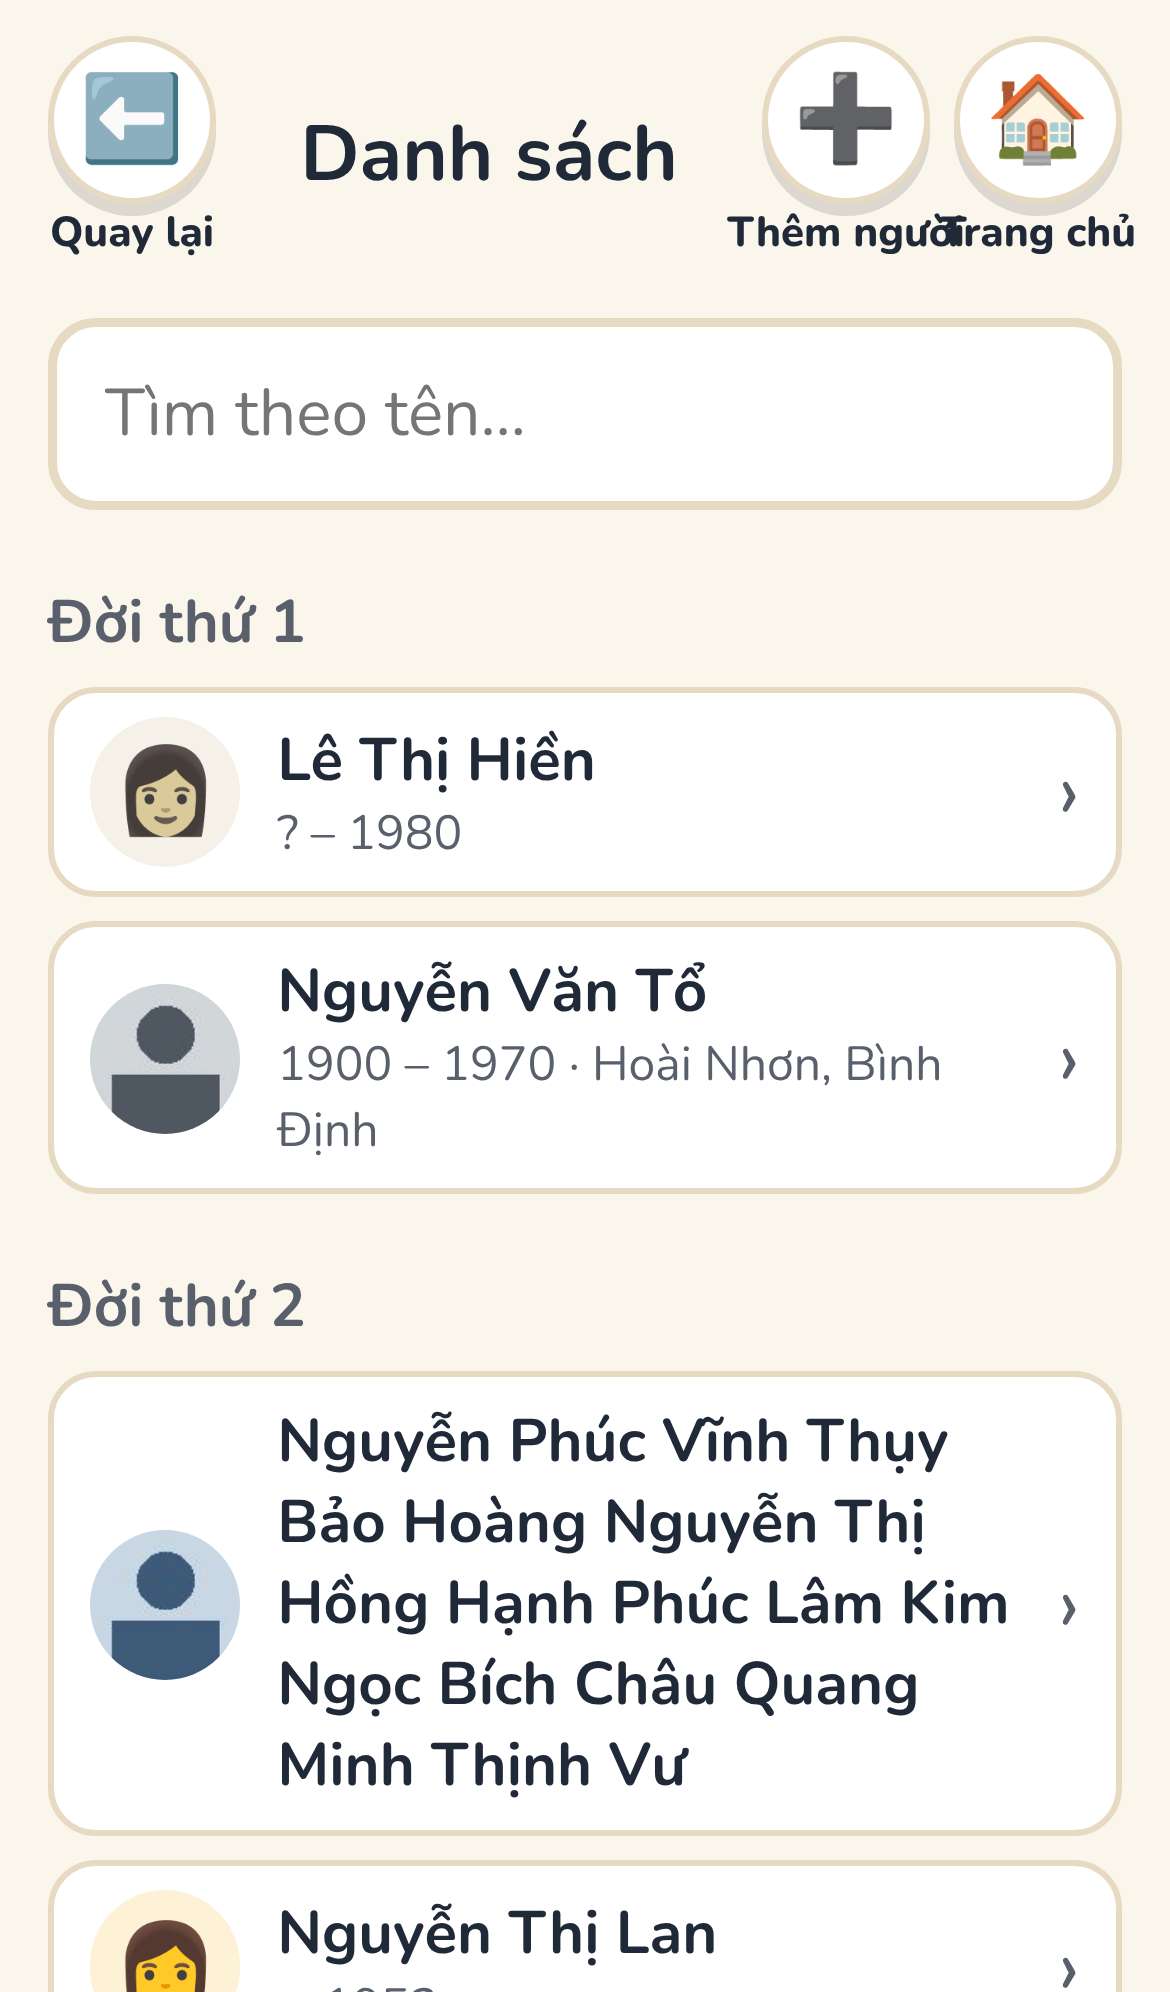 Danh sách
Quay lại
Thêm người
Trang chủ
Tìm theo tên...
Đời thứ 1
Lê Thị Hiền
? – 1980
›
Nguyễn Văn Tổ
1900 – 1970 · Hoài Nhơn, Bình
Định
›
Đời thứ 2
Nguyễn Phúc Vĩnh Thụy
Bảo Hoàng Nguyễn Thị
Hồng Hạnh Phúc Lâm Kim
Ngọc Bích Châu Quang
Minh Thịnh Vư
›
Nguyễn Thị Lan
›